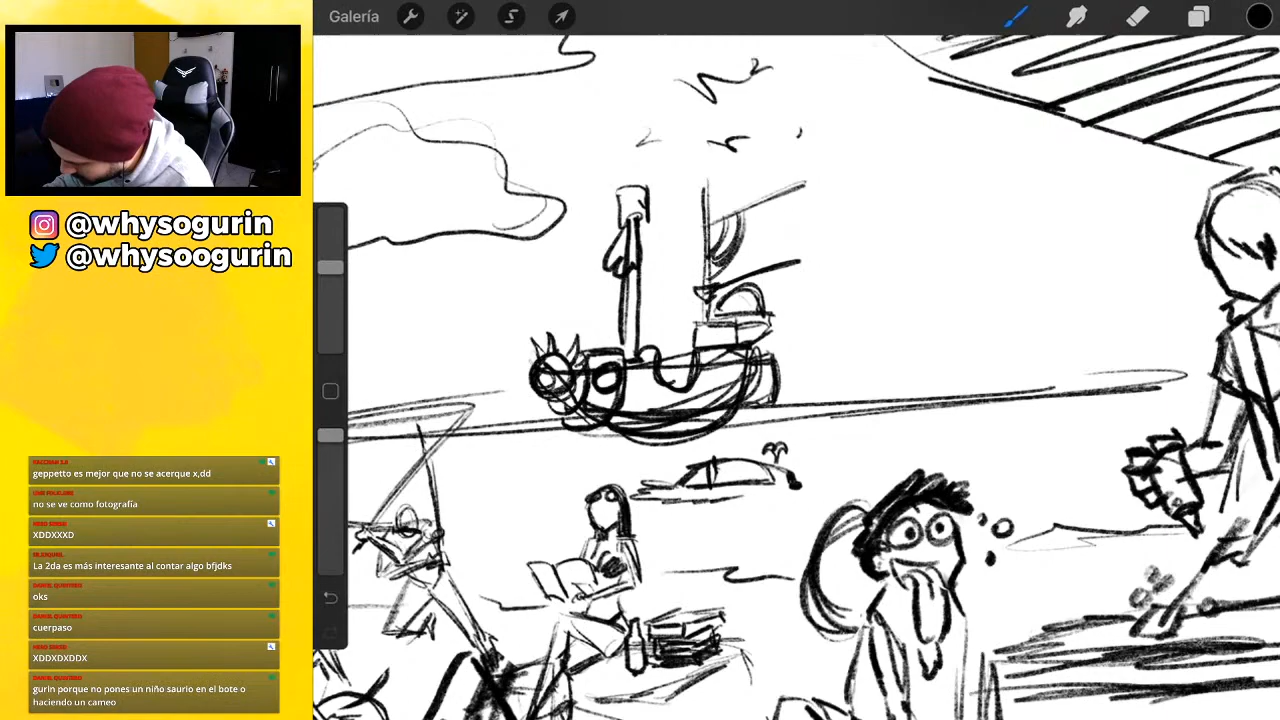 Galería
@whysogurin
@whysoogurin
geppetto es mejor que no se acerque x,dd
no se ve como fotografía
XDDXXXD
La 2da es más interesante al contar algo bfjdks
oks
cuerpaso
XDDXDXDDX
gurin porque no pones un niño saurio en el bote o
haciendo un cameo